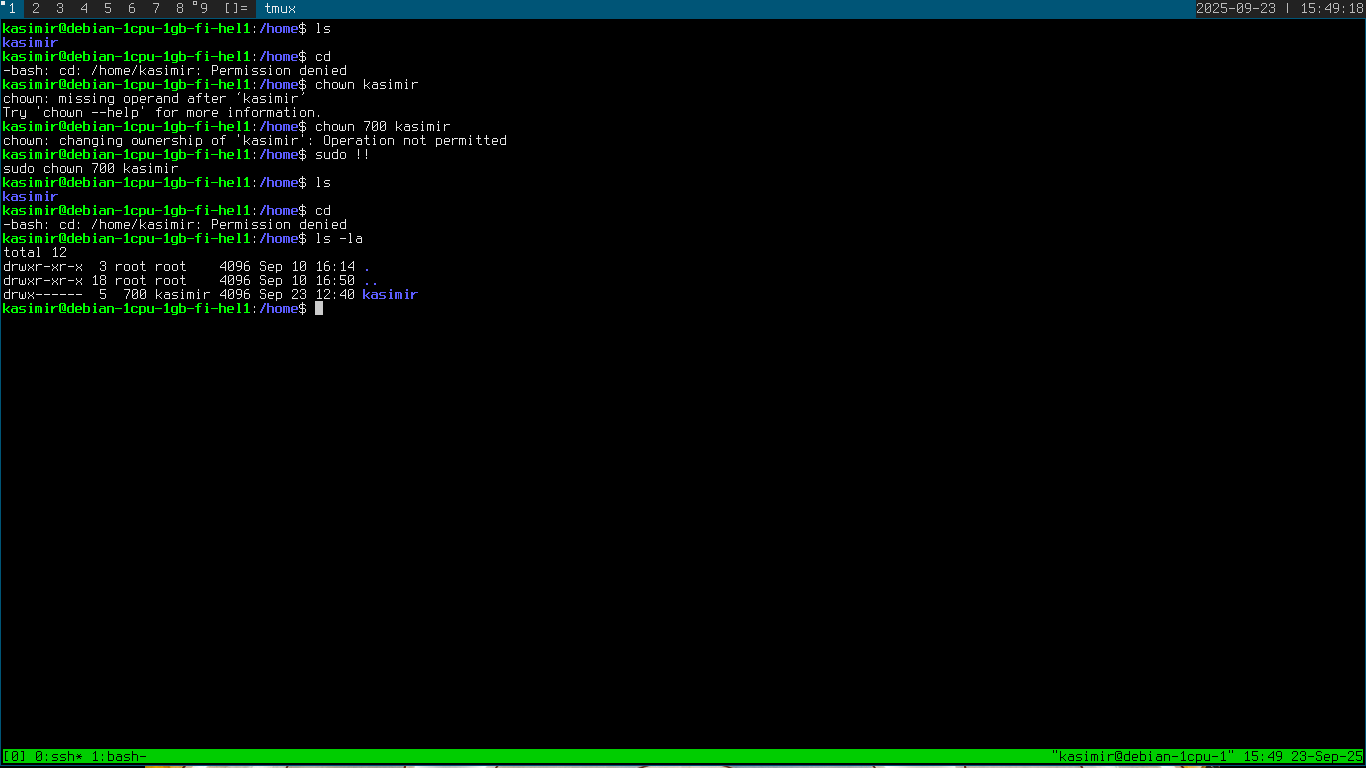 1 2 3 4 5 6 7 8 9 []= tmux 2025-09-23 | 15:49:18
kasimir@debian-1cpu-1gb-fi-hel1:/home$ ls
kasimir
kasimir@debian-1cpu-1gb-fi-hel1:/home$ cd
-bash: cd: /home/kasimir: Permission denied
kasimir@debian-1cpu-1gb-fi-hel1:/home$ chown kasimir
chown: missing operand after ‘kasimir’
Try 'chown --help' for more information.
kasimir@debian-1cpu-1gb-fi-hel1:/home$ chown 700 kasimir
chown: changing ownership of 'kasimir': Operation not permitted
kasimir@debian-1cpu-1gb-fi-hel1:/home$ sudo !!
sudo chown 700 kasimir
kasimir@debian-1cpu-1gb-fi-hel1:/home$ ls
kasimir
kasimir@debian-1cpu-1gb-fi-hel1:/home$ cd
-bash: cd: /home/kasimir: Permission denied
kasimir@debian-1cpu-1gb-fi-hel1:/home$ ls -la
total 12
drwxr-xr-x  3 root root    4096 Sep 10 16:14 .
drwxr-xr-x 18 root root    4096 Sep 10 16:50 ..
drwx------  5  700 kasimir 4096 Sep 23 12:40 kasimir
kasimir@debian-1cpu-1gb-fi-hel1:/home$
[0] 0:ssh* 1:bash- "kasimir@debian-1cpu-1" 15:49 23-Sep-25